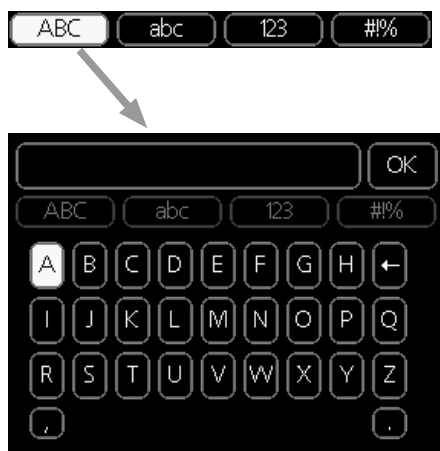 ABC abc 123 #!%
OK
ABC abc 123 #!%
A B C D E F G H ←
I J K L M N O P Q
R S T U V W X Y Z
, .